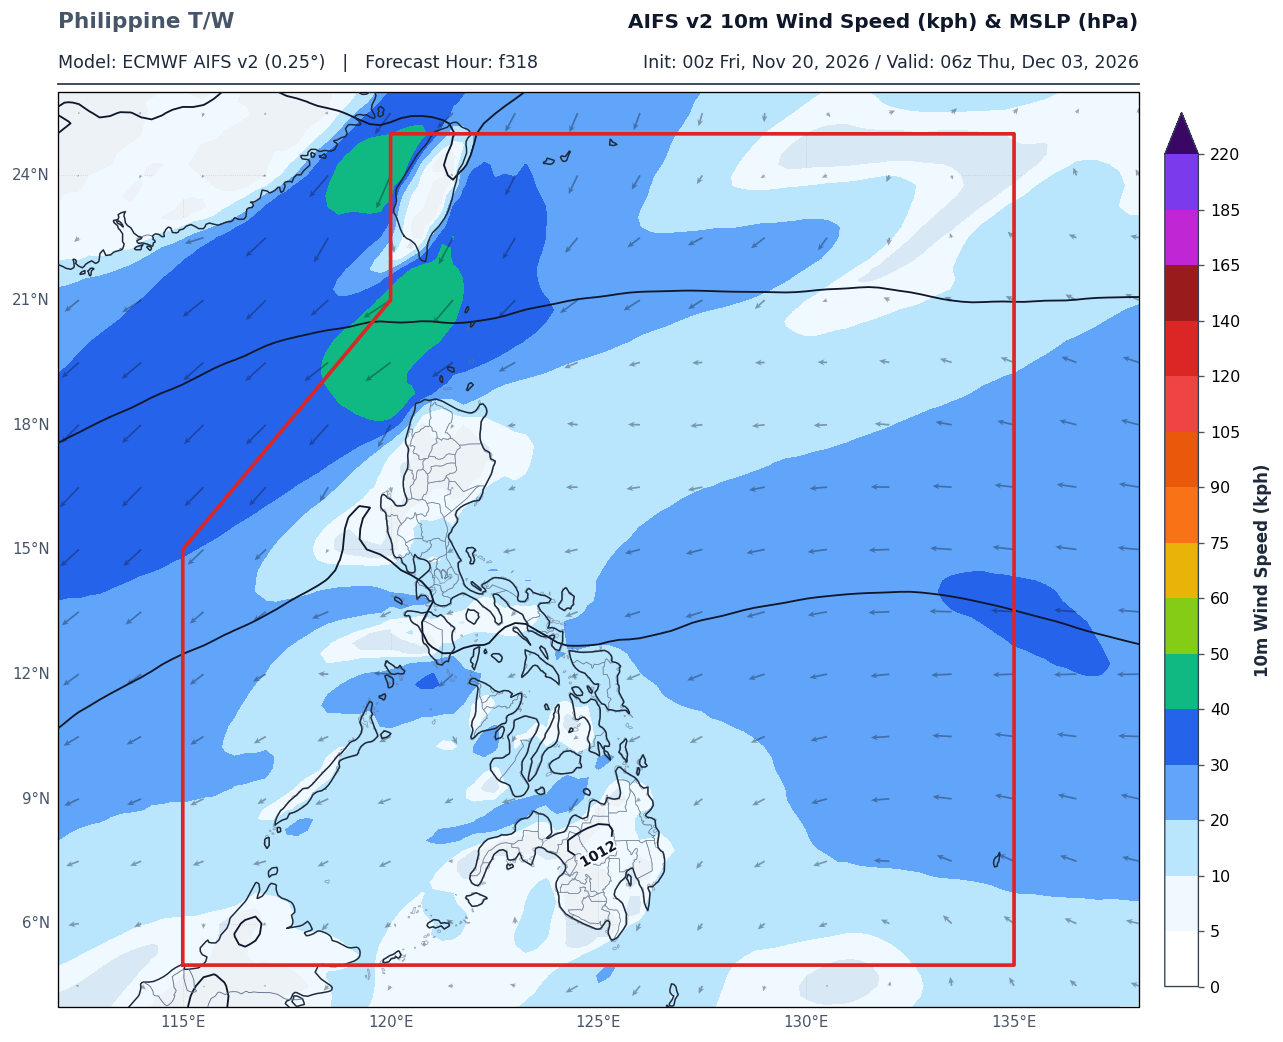 Philippine T/W
AIFS v2 10m Wind Speed (kph) & MSLP (hPa)
Model: ECMWF AIFS v2 (0.25°) | Forecast Hour: f318
Init: 00z Fri, Nov 20, 2026 / Valid: 06z Thu, Dec 03, 2026
24°N
21°N
18°N
15°N
12°N
9°N
6°N
115°E
120°E
125°E
130°E
135°E
1012
220
185
165
140
120
105
90
75
60
50
40
30
20
10
5
0
10m Wind Speed (kph)